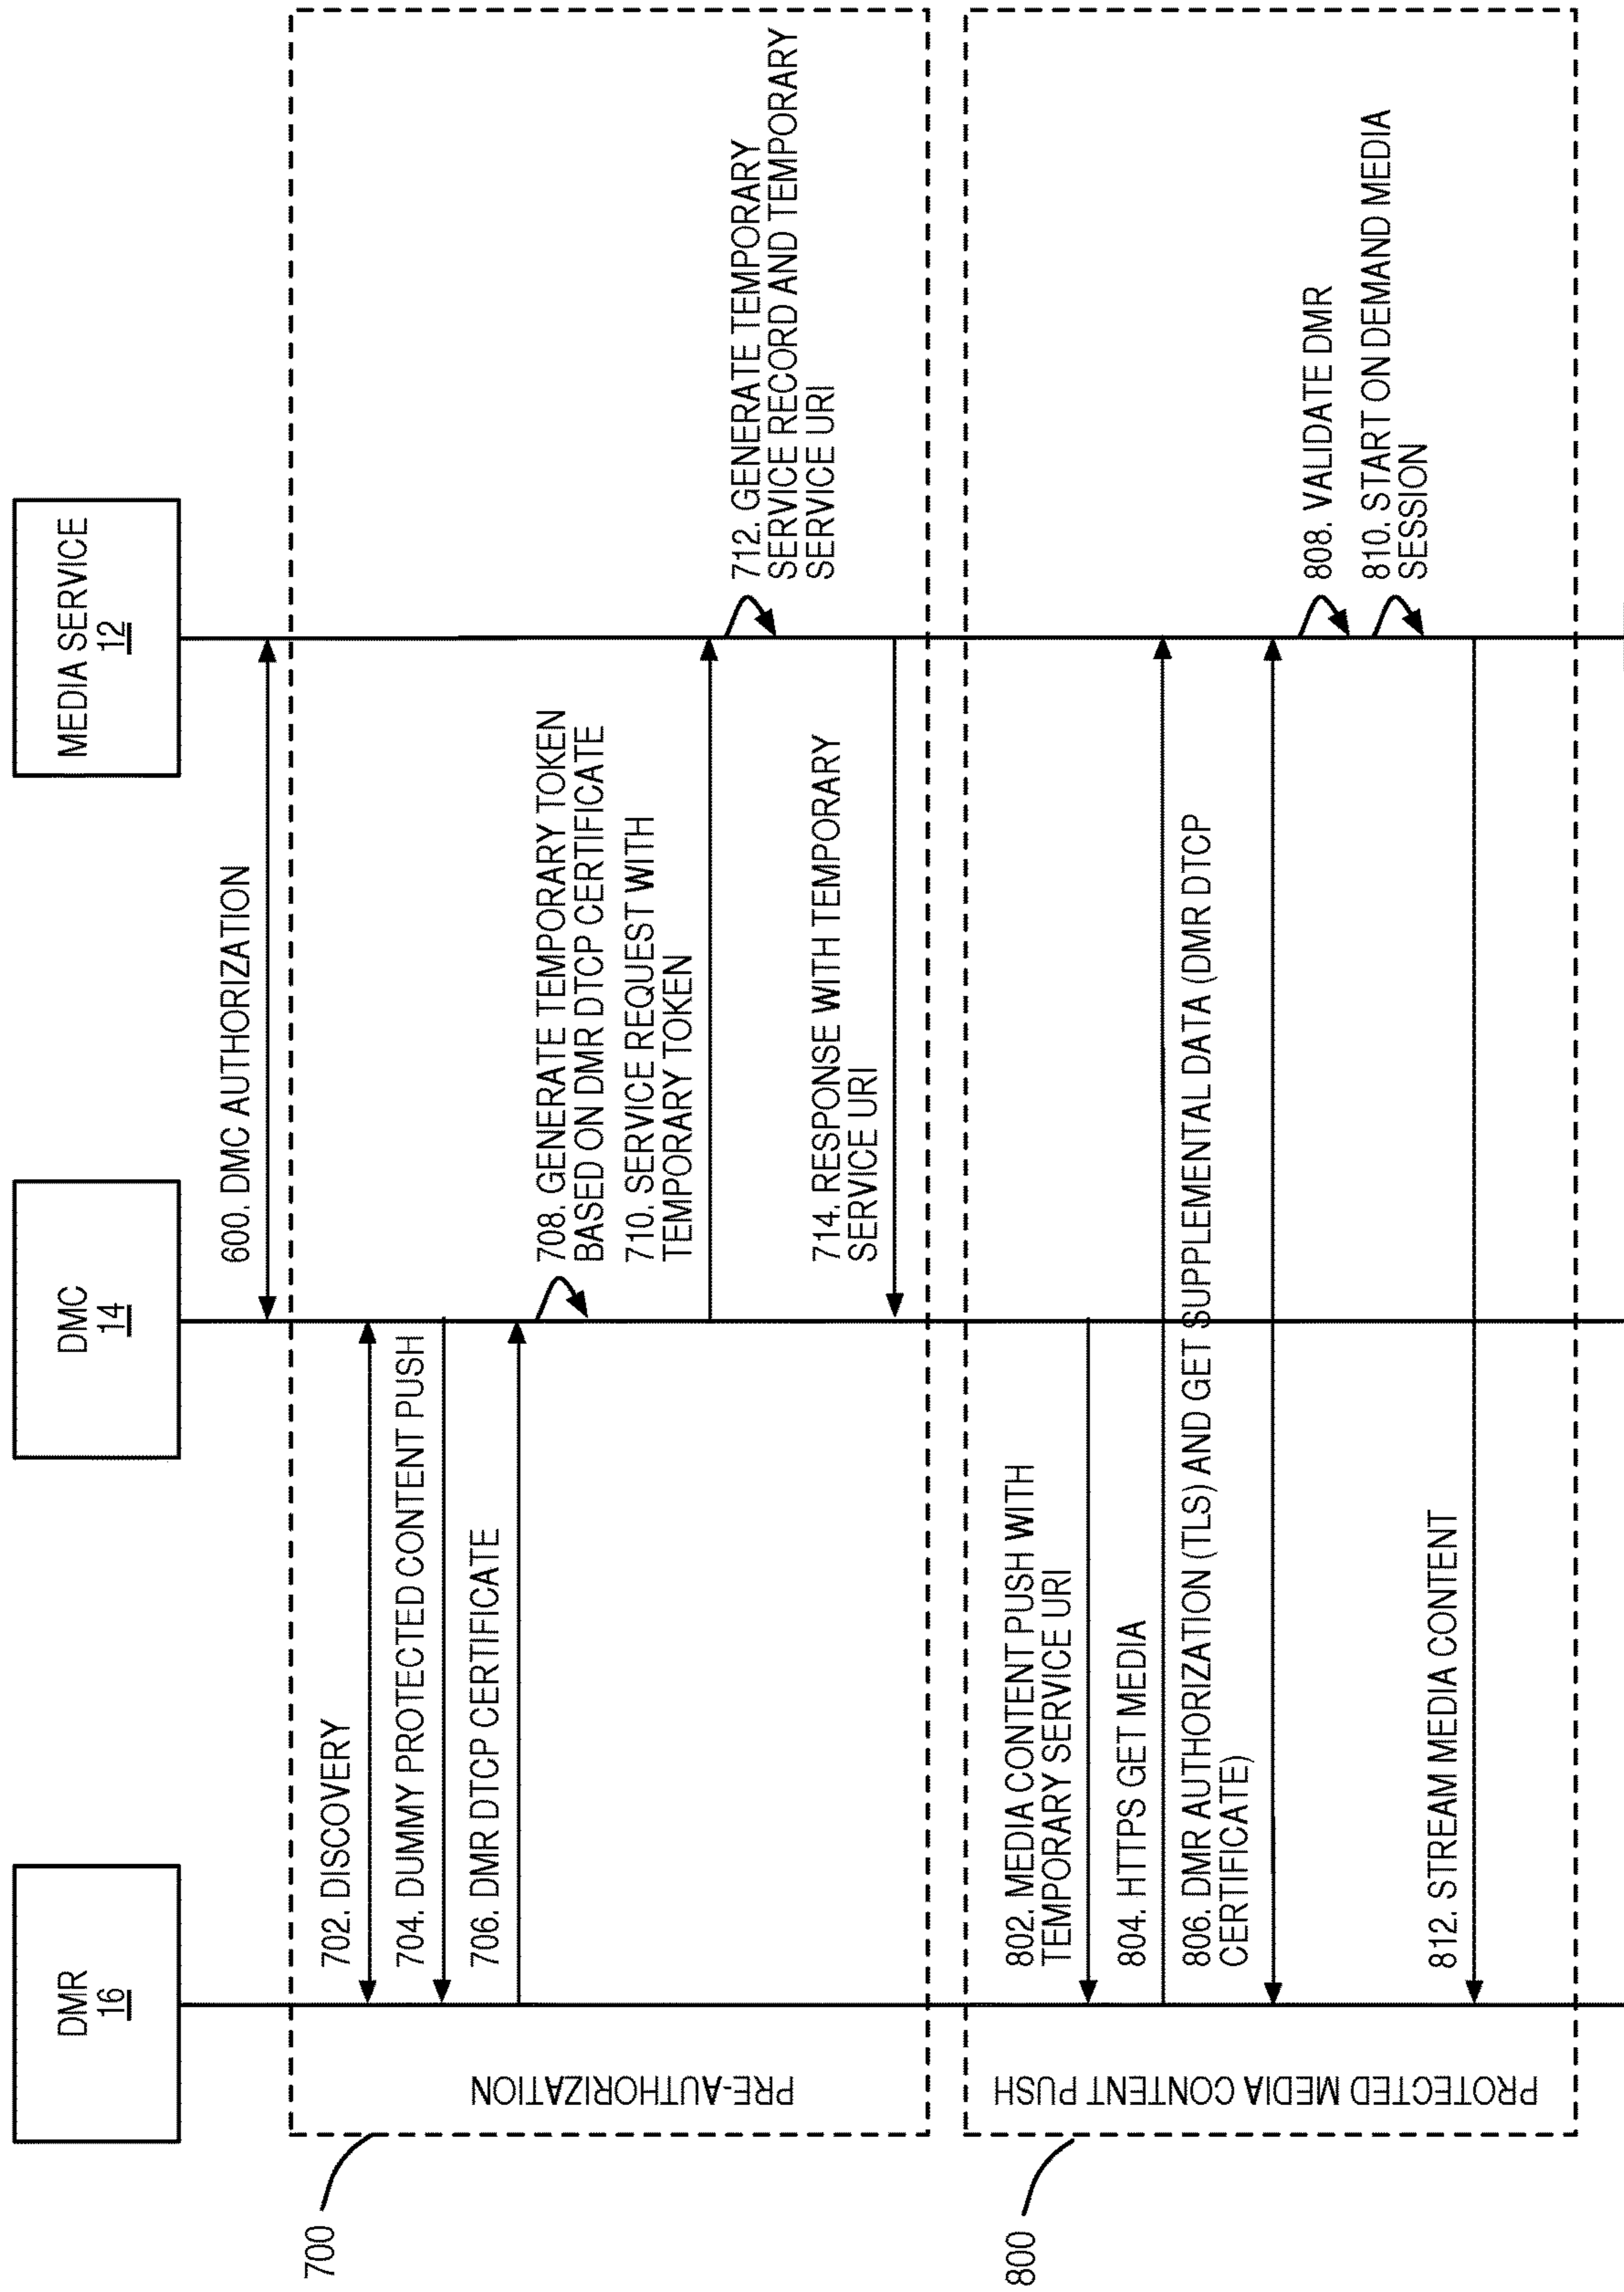 DMR
16
DMC
14
MEDIA SERVICE
12
600. DMC AUTHORIZATION
700
PRE-AUTHORIZATION
702. DISCOVERY
704. DUMMY PROTECTED CONTENT PUSH
706. DMR DTCP CERTIFICATE
708. GENERATE TEMPORARY TOKEN
BASED ON DMR DTCP CERTIFICATE
710. SERVICE REQUEST WITH
TEMPORARY TOKEN
712. GENERATE TEMPORARY
SERVICE RECORD AND TEMPORARY
SERVICE URI
714. RESPONSE WITH TEMPORARY
SERVICE URI
800
PROTECTED MEDIA CONTENT PUSH
802. MEDIA CONTENT PUSH WITH
TEMPORARY SERVICE URI
804. HTTPS GET MEDIA
806. DMR AUTHORIZATION (TLS) AND GET SUPPLEMENTAL DATA (DMR DTCP
CERTIFICATE)
808. VALIDATE DMR
810. START ON DEMAND MEDIA
SESSION
812. STREAM MEDIA CONTENT